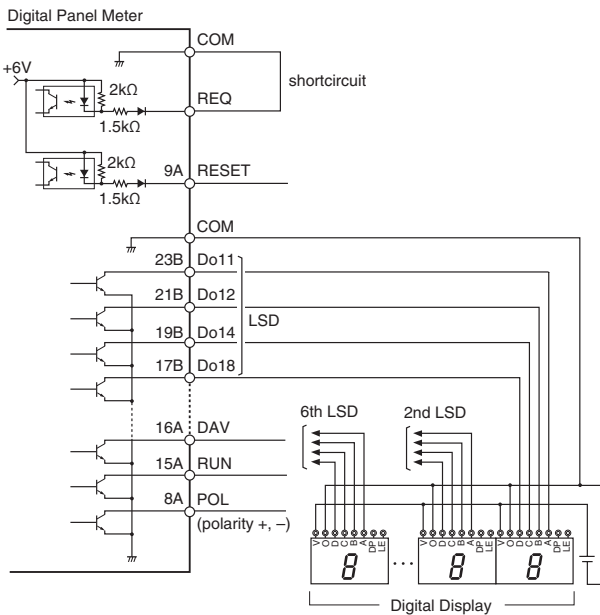 Digital Panel Meter
COM
+6V
2kΩ
shortcircuit
REQ
1.5kΩ
2kΩ
9A RESET
1.5kΩ
COM
23B Do11
21B Do12
LSD
19B Do14
17B Do18
6th LSD 2nd LSD
16A DAV
15A RUN
8A POL
(polarity +, –)
V O D C B A DP LE V O D C B A DP LE V O D C B A DP LE
8 ... 8 8
Digital Display